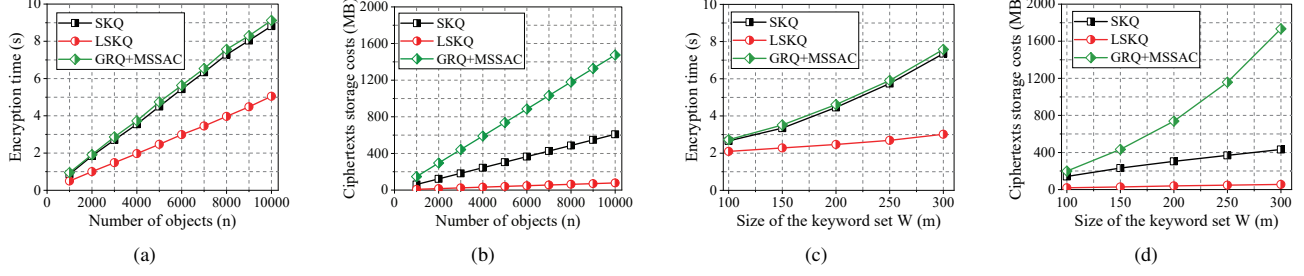 Encryption time (s)
10
8
6
4
2
0
SKQ
LSKQ
GRQ+MSSAC
2000 4000 6000 8000 10000
Number of objects (n)
(a)
Ciphertexts storage costs (MB)
2000
1600
1200
800
400
0
SKQ
LSKQ
GRQ+MSSAC
2000 4000 6000 8000 10000
Number of objects (n)
(b)
Encryption time (s)
10
8
6
4
2
0
SKQ
LSKQ
GRQ+MSSAC
100 150 200 250 300
Size of the keyword set W (m)
(c)
Ciphertexts storage costs (MB)
2000
1600
1200
800
400
0
SKQ
LSKQ
GRQ+MSSAC
100 150 200 250 300
Size of the keyword set W (m)
(d)